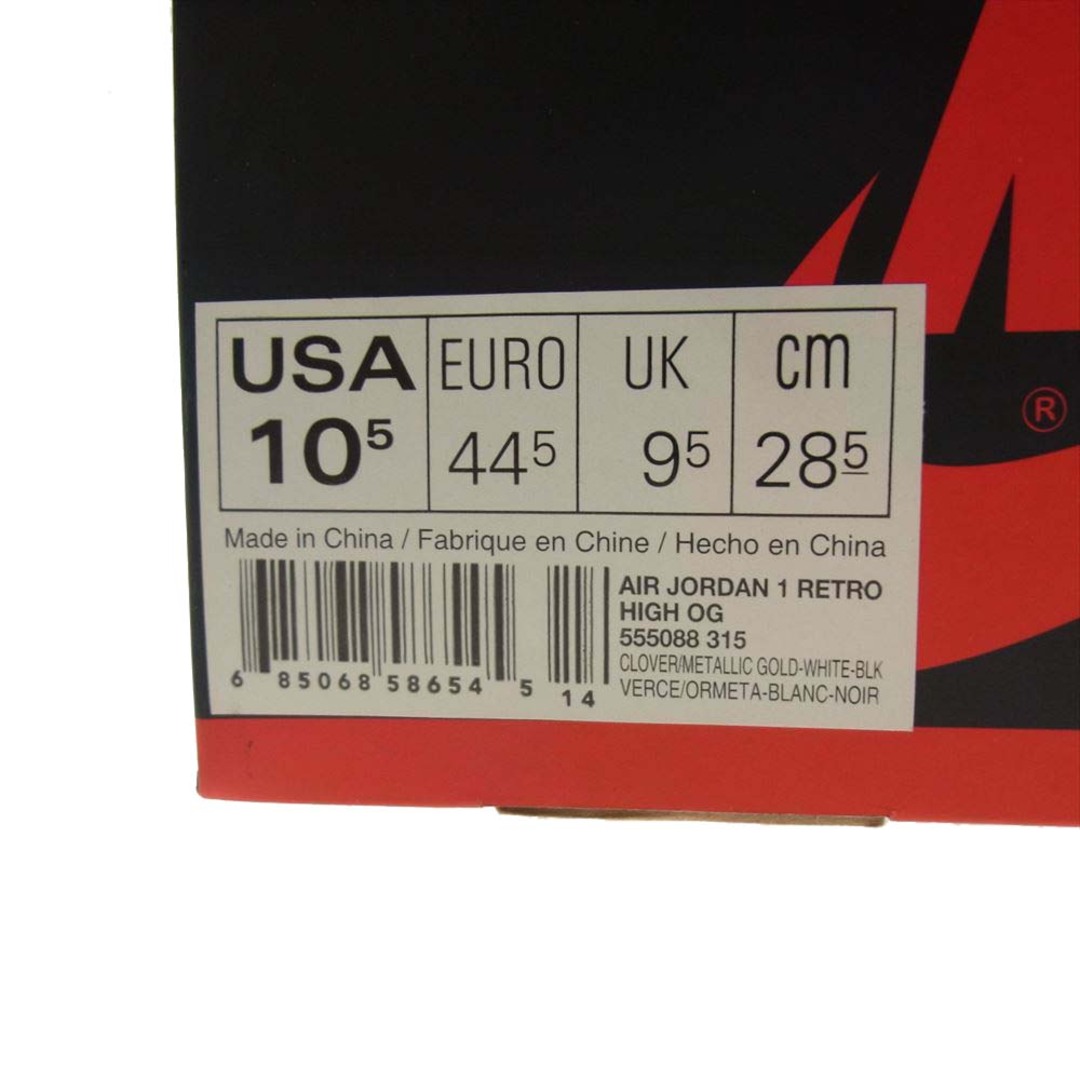 USA EURO UK CM
10⁵ 44⁵ 9⁵ 28⁵
Made in China / Fabrique en Chine / Hecho en China
AIR JORDAN 1 RETRO
HIGH OG
555088 315
CLOVER/METALLIC GOLD-WHITE-BLK
VERCE/ORMETA-BLANC-NOIR
6 85068 58654 5 14
®